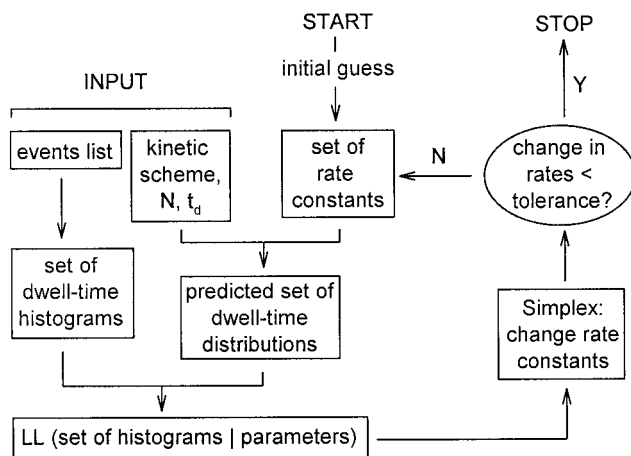 START
STOP
INPUT
initial guess
Y
events list
kinetic
scheme,
N, t_d
set of
rate
constants
N
change in
rates <
tolerance?
set of
dwell-time
histograms
predicted set of
dwell-time
distributions
Simplex:
change rate
constants
LL (set of histograms | parameters)